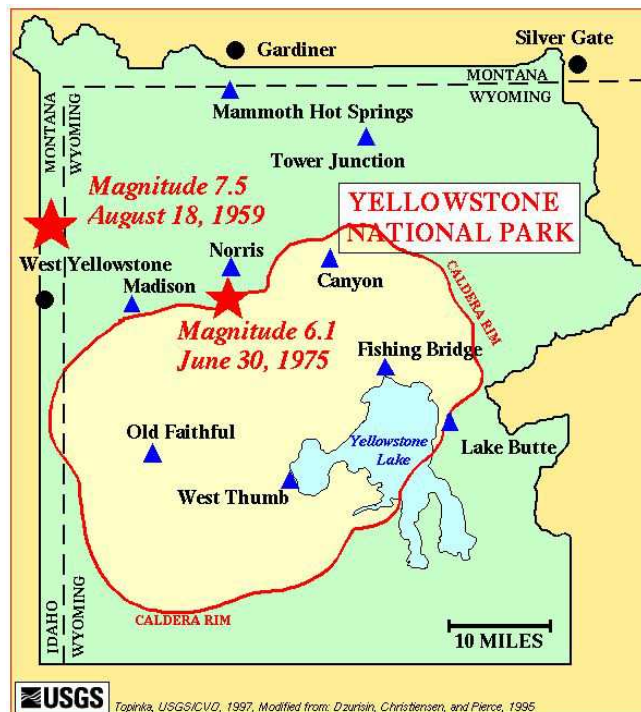 Gardiner
Silver Gate
MONTANA
WYOMING
Mammoth Hot Springs
Tower Junction
MONTANA
WYOMING
Magnitude 7.5
August 18, 1959
YELLOWSTONE
NATIONAL PARK
West Yellowstone
Norris
Madison
Canyon
CALDERA RIM
Magnitude 6.1
June 30, 1975
Fishing Bridge
Old Faithful
Yellowstone
Lake
Lake Butte
West Thumb
IDAHO
WYOMING
CALDERA RIM
10 MILES
USGS
Topinka, USGS/CVO, 1997, Modified from: Dzurisin, Christiensen, and Pierce, 1995